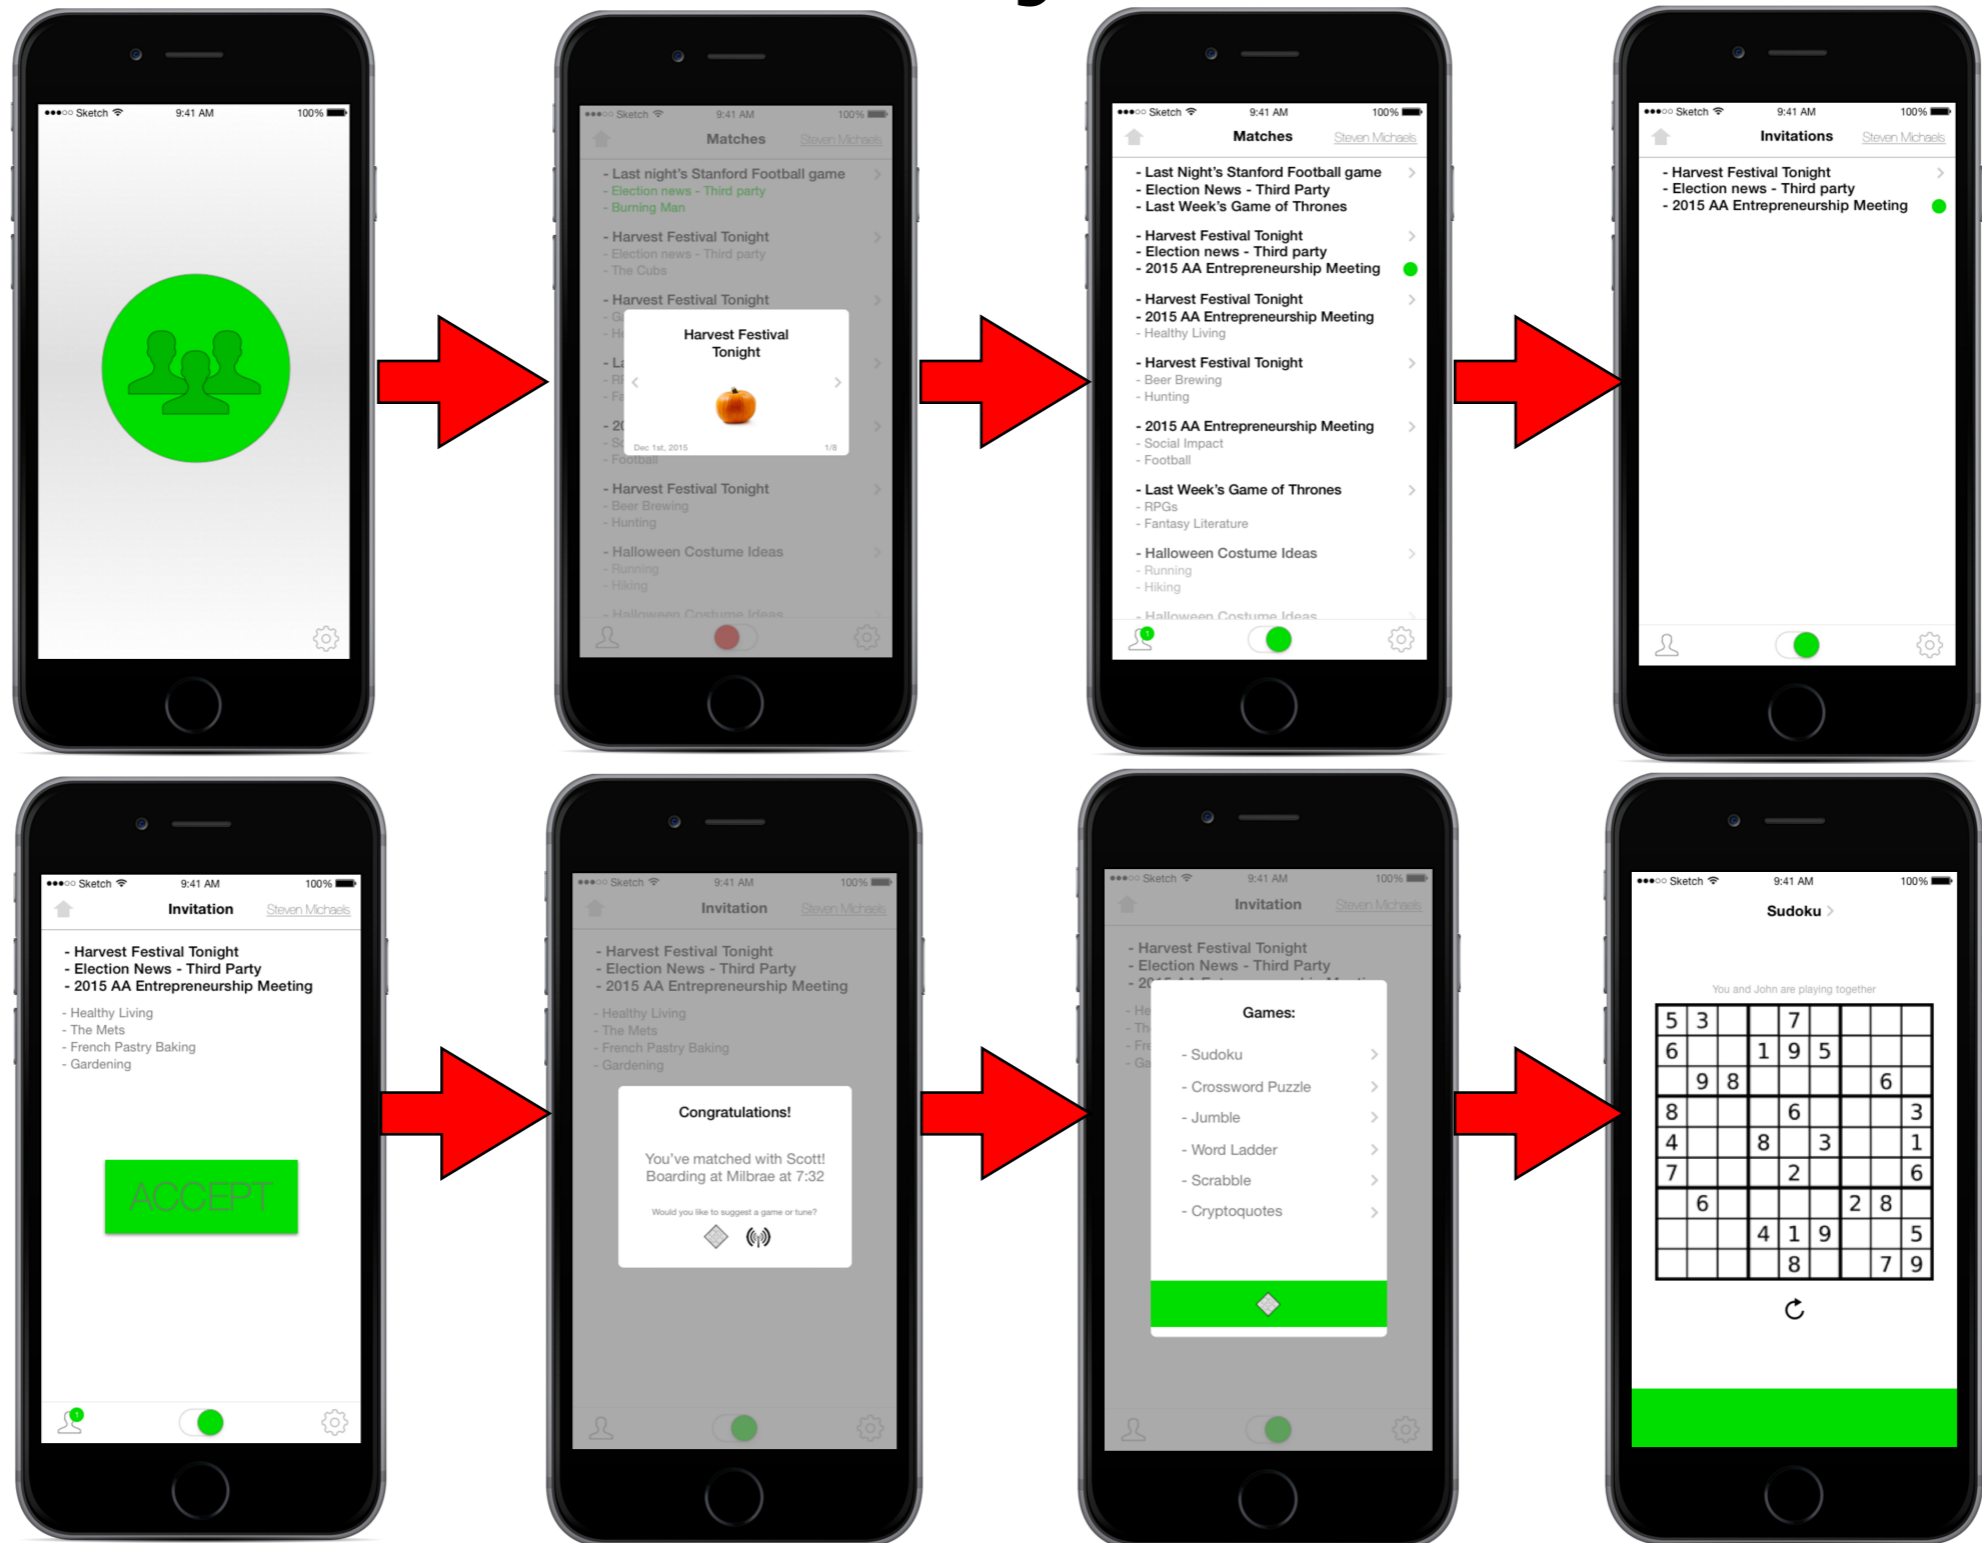 Sketch 9:41 AM 100%
Sketch 9:41 AM 100%
Matches Steven Michaels
- Last night's Stanford Football game
- Election news - Third party
- Burning Man
- Harvest Festival Tonight
- Election news - Third party
- The Cubs
- Harvest Festival Tonight
Harvest Festival
Tonight
Dec 1st, 2015 1/8
- Football
- Harvest Festival Tonight
- Beer Brewing
- Hunting
- Halloween Costume Ideas
- Running
- Hiking
- Halloween Costume Ideas
Sketch 9:41 AM 100%
Matches Steven Michaels
- Last Night's Stanford Football game
- Election News - Third Party
- Last Week's Game of Thrones
- Harvest Festival Tonight
- Election news - Third party
- 2015 AA Entrepreneurship Meeting
- Harvest Festival Tonight
- 2015 AA Entrepreneurship Meeting
- Healthy Living
- Harvest Festival Tonight
- Beer Brewing
- Hunting
- 2015 AA Entrepreneurship Meeting
- Social Impact
- Football
- Last Week's Game of Thrones
- RPGs
- Fantasy Literature
- Halloween Costume Ideas
- Running
- Hiking
- Halloween Costume Ideas
1
Sketch 9:41 AM 100%
Invitations Steven Michaels
- Harvest Festival Tonight
- Election news - Third party
- 2015 AA Entrepreneurship Meeting
Sketch 9:41 AM 100%
Invitation Steven Michaels
- Harvest Festival Tonight
- Election News - Third Party
- 2015 AA Entrepreneurship Meeting
- Healthy Living
- The Mets
- French Pastry Baking
- Gardening
ACCEPT
1
Sketch 9:41 AM 100%
Invitation Steven Michaels
- Harvest Festival Tonight
- Election News - Third Party
- 2015 AA Entrepreneurship Meeting
- Healthy Living
- The Mets
- French Pastry Baking
- Gardening
Congratulations!
You've matched with Scott!
Boarding at Milbrae at 7:32
Would you like to suggest a game or tune?
Sketch 9:41 AM 100%
Invitation Steven Michaels
- Harvest Festival Tonight
- Election News - Third Party
Games:
- Sudoku
- Crossword Puzzle
- Jumble
- Word Ladder
- Scrabble
- Cryptoquotes
Sketch 9:41 AM 100%
Sudoku
You and John are playing together
5 3 7
6 1 9 5
9 8 6
8 6 3
4 8 3 1
7 2 6
6 2 8
4 1 9 5
8 7 9